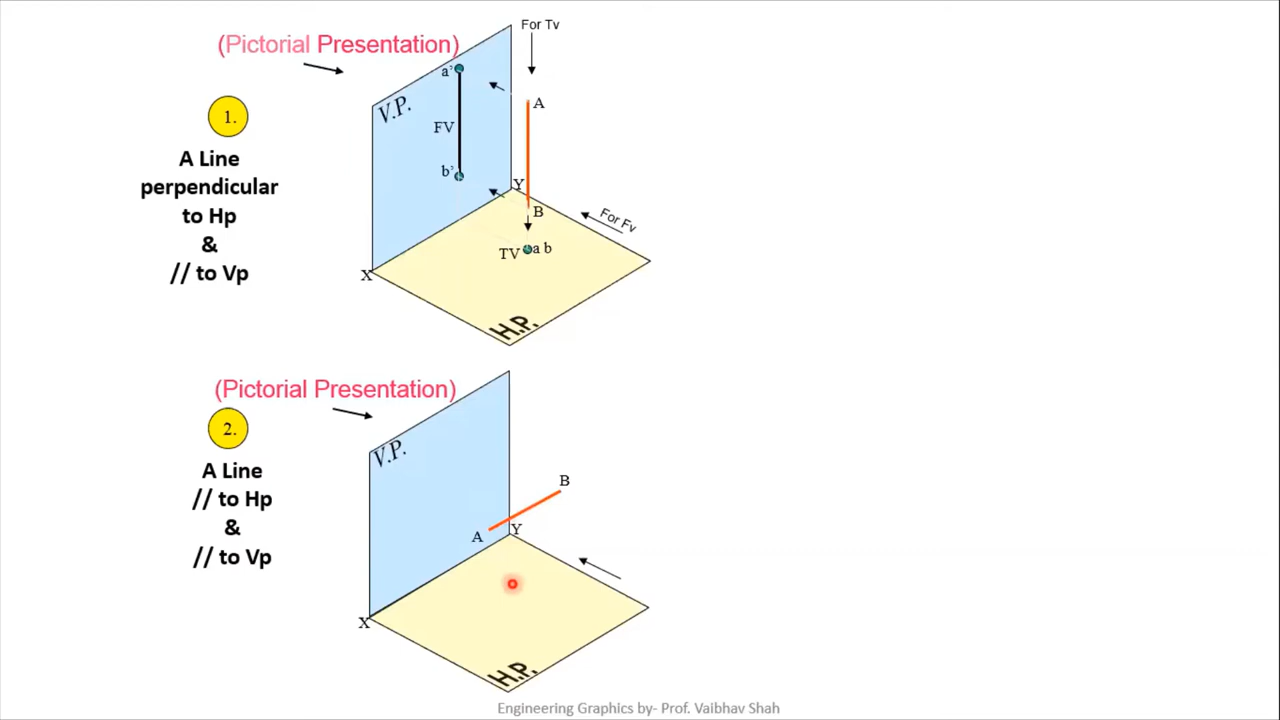 For Tv
(Pictorial Presentation)
a'
V.P.
A
1.
FV
A Line
perpendicular
to Hp
&
// to Vp
b'
Y
B
For Fv
TV
a b
X
H.P.
(Pictorial Presentation)
2.
V.P.
A Line
// to Hp
&
// to Vp
B
A
Y
X
H.P.
Engineering Graphics by- Prof. Vaibhav Shah